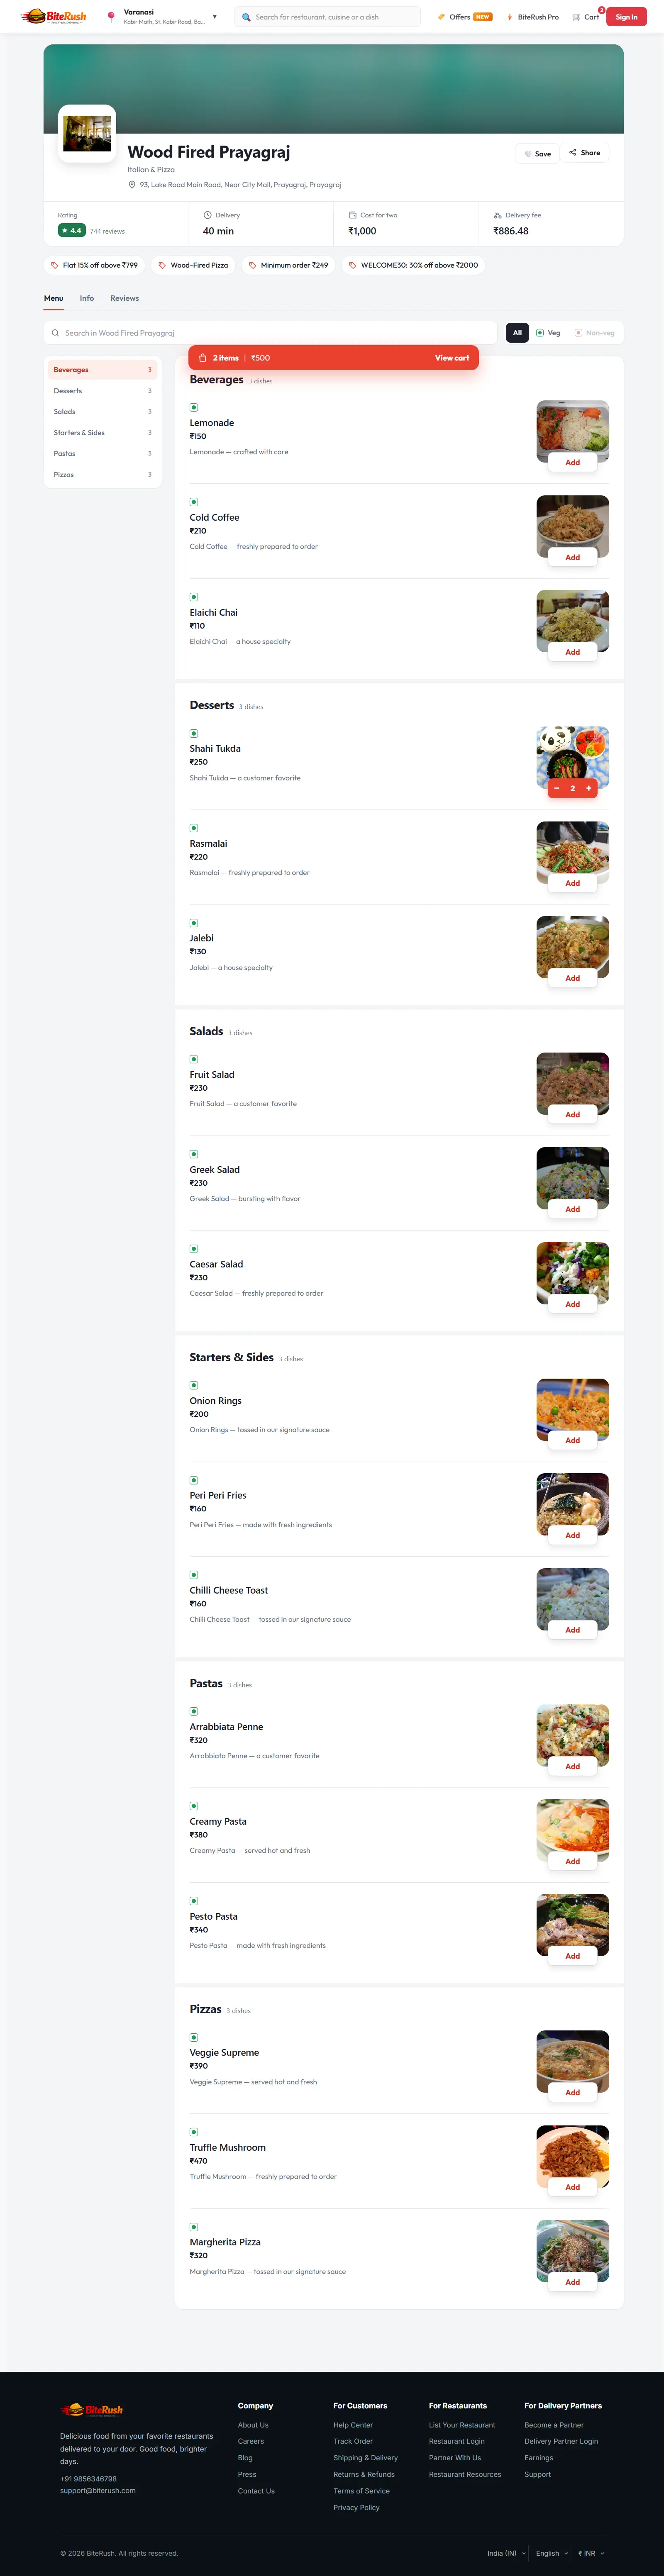 BiteRush
Varanasi
Kabir Math, St. Kabir Road, Ba...
▼
Search for restaurant, cuisine or a dish
Offers NEW
BiteRush Pro
Cart 2
Sign In
Wood Fired Prayagraj
Italian & Pizza
93, Lake Road Main Road, Near City Mall, Prayagraj, Prayagraj
Save
Share
Rating
★ 4.4 744 reviews
Delivery
40 min
Cost for two
₹1,000
Delivery fee
₹886.48
Flat 15% off above ₹799
Wood-Fired Pizza
Minimum order ₹249
WELCOME30: 30% off above ₹2000
Menu
Info
Reviews
Search in Wood Fired Prayagraj
All
Veg
Non-veg
2 items | ₹500
View cart
Beverages 3
Desserts 3
Salads 3
Starters & Sides 3
Pastas 3
Pizzas 3
Beverages 3 dishes
Lemonade
₹150
Lemonade — crafted with care
Add
Cold Coffee
₹210
Cold Coffee — freshly prepared to order
Add
Elaichi Chai
₹110
Elaichi Chai — a house specialty
Add
Desserts 3 dishes
Shahi Tukda
₹250
Shahi Tukda — a customer favorite
− 2 +
Rasmalai
₹220
Rasmalai — freshly prepared to order
Add
Jalebi
₹130
Jalebi — a house specialty
Add
Salads 3 dishes
Fruit Salad
₹230
Fruit Salad — a customer favorite
Add
Greek Salad
₹230
Greek Salad — bursting with flavor
Add
Caesar Salad
₹230
Caesar Salad — freshly prepared to order
Add
Starters & Sides 3 dishes
Onion Rings
₹200
Onion Rings — tossed in our signature sauce
Add
Peri Peri Fries
₹160
Peri Peri Fries — made with fresh ingredients
Add
Chilli Cheese Toast
₹160
Chilli Cheese Toast — tossed in our signature sauce
Add
Pastas 3 dishes
Arrabbiata Penne
₹320
Arrabbiata Penne — a customer favorite
Add
Creamy Pasta
₹380
Creamy Pasta — served hot and fresh
Add
Pesto Pasta
₹340
Pesto Pasta — made with fresh ingredients
Add
Pizzas 3 dishes
Veggie Supreme
₹390
Veggie Supreme — served hot and fresh
Add
Truffle Mushroom
₹470
Truffle Mushroom — freshly prepared to order
Add
Margherita Pizza
₹320
Margherita Pizza — tossed in our signature sauce
Add
BiteRush
Delicious food from your favorite restaurants
delivered to your door. Good food, brighter
days.
+91 9856346798
support@biterush.com
Company
About Us
Careers
Blog
Press
Contact Us
For Customers
Help Center
Track Order
Shipping & Delivery
Returns & Refunds
Terms of Service
Privacy Policy
For Restaurants
List Your Restaurant
Restaurant Login
Partner With Us
Restaurant Resources
For Delivery Partners
Become a Partner
Delivery Partner Login
Earnings
Support
© 2026 BiteRush. All rights reserved.
India (IN)
English
₹ INR